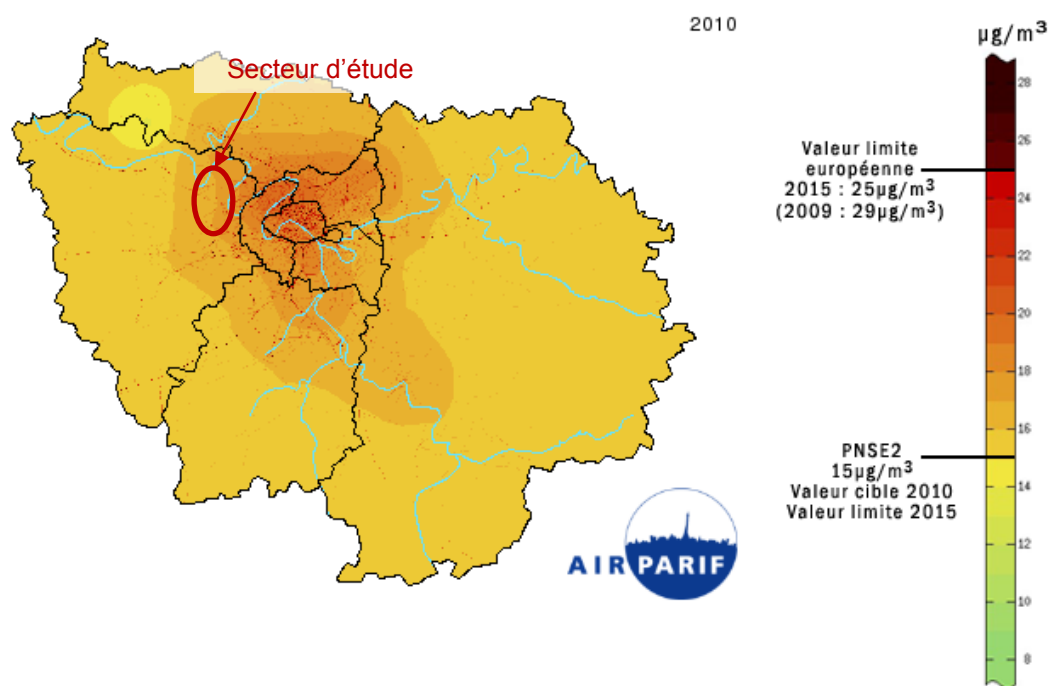 2010
µg/m³
Secteur d'étude
28
26
Valeur limite
européenne
2015 : 25µg/m³
(2009 : 29µg/m³)
24
22
20
18
16
PNSE2
15µg/m³
Valeur cible 2010
Valeur limite 2015
14
12
10
8
AIRPARIF